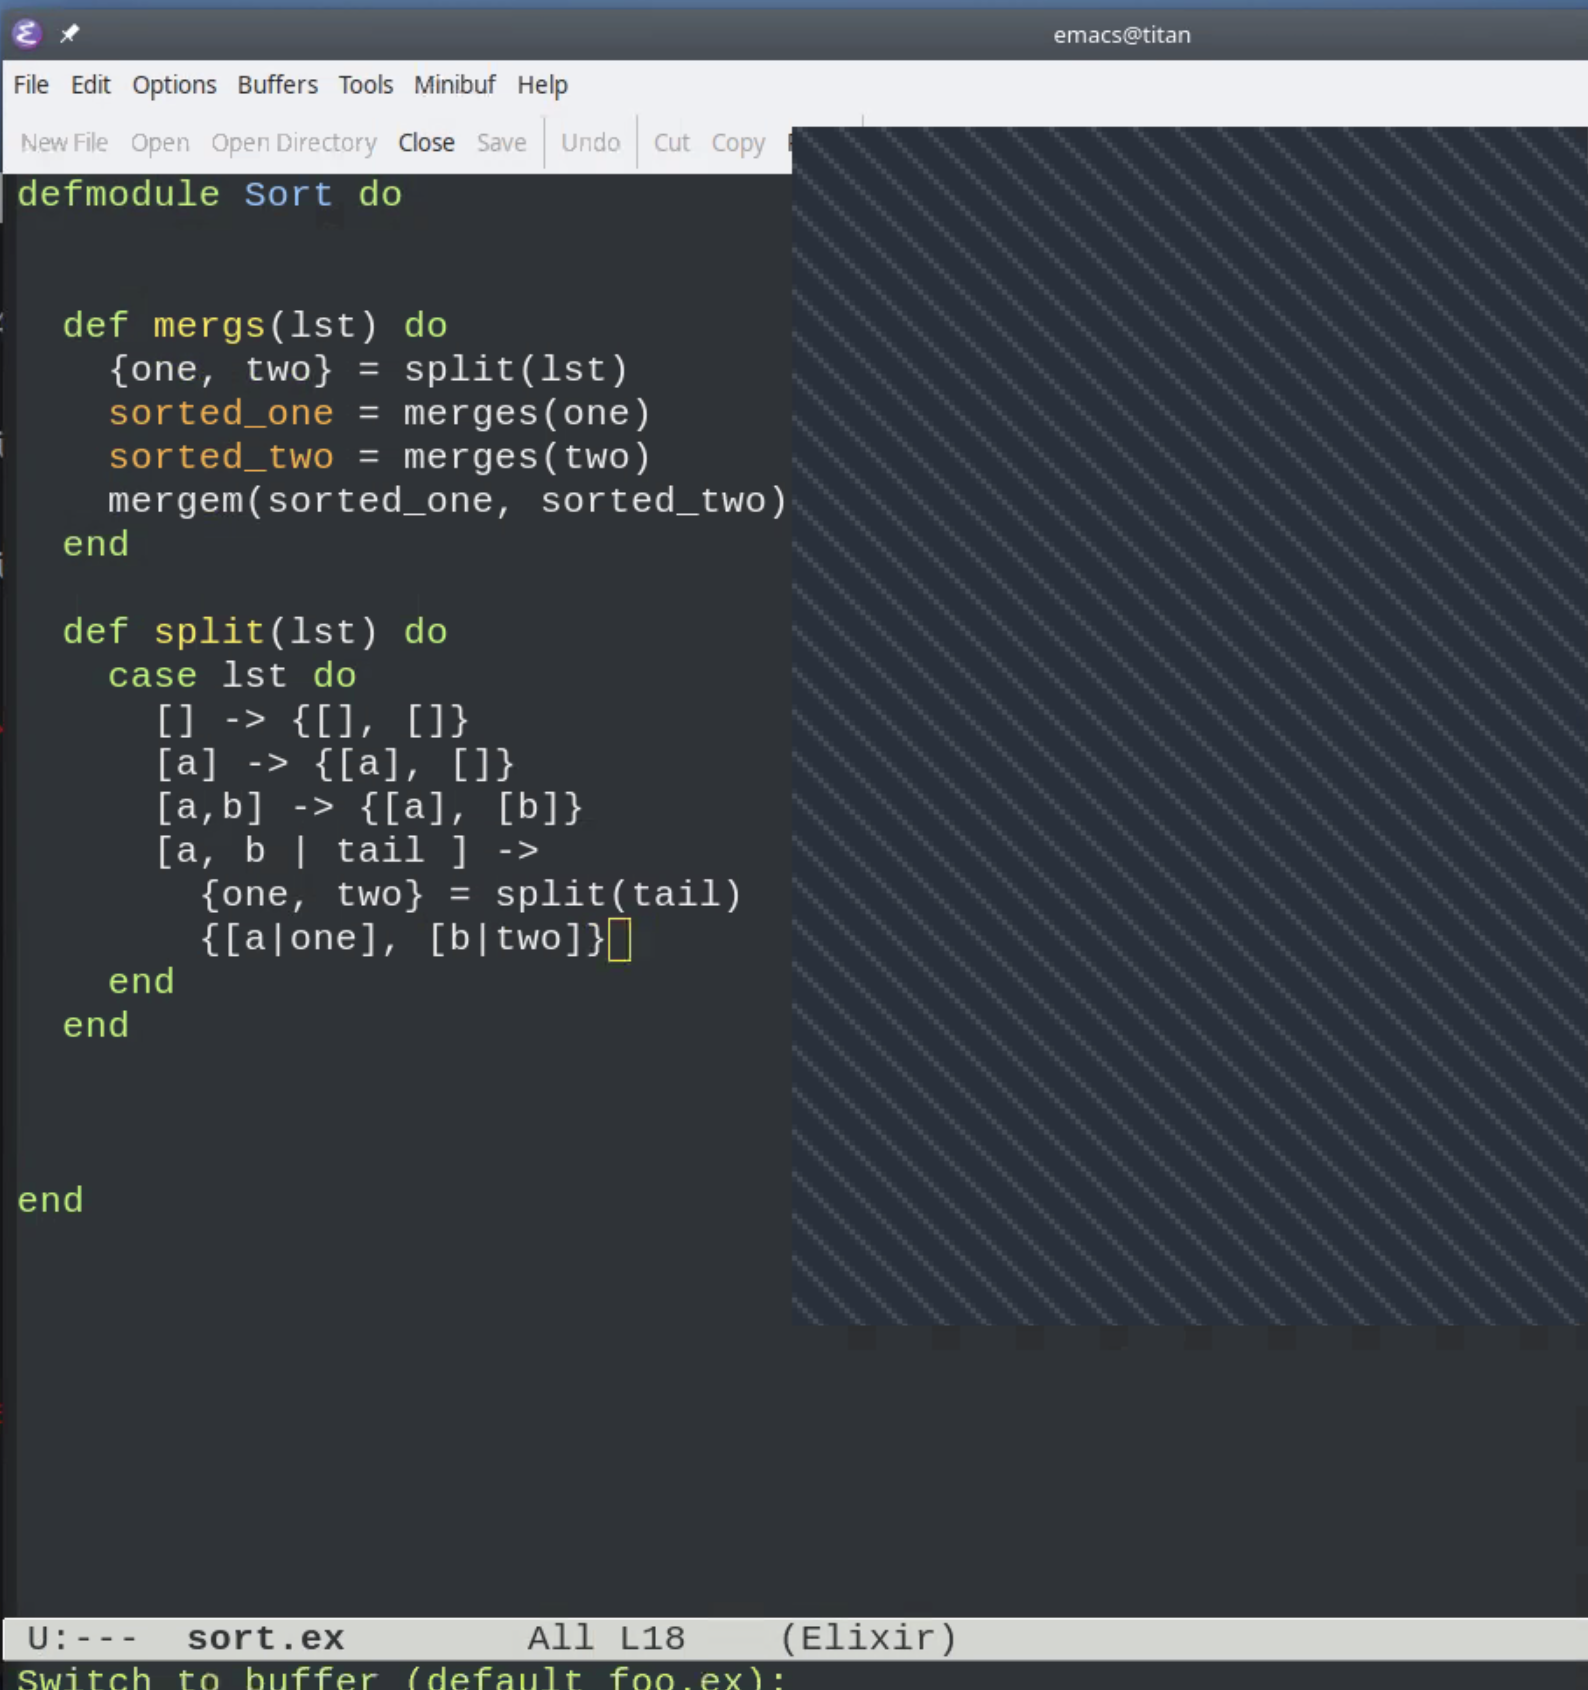 emacs@titan
File Edit Options Buffers Tools Minibuf Help
New File Open Open Directory Close Save Undo Cut Copy
defmodule Sort do
def mergs(lst) do
{one, two} = split(lst)
sorted_one = merges(one)
sorted_two = merges(two)
mergem(sorted_one, sorted_two)
end
def split(lst) do
case lst do
[] -> {[], []}
[a] -> {[a], []}
[a,b] -> {[a], [b]}
[a, b | tail ] ->
{one, two} = split(tail)
{[a|one], [b|two]}
end
end
end
U:--- sort.ex All L18 (Elixir)
Switch to buffer (default foo.ex):